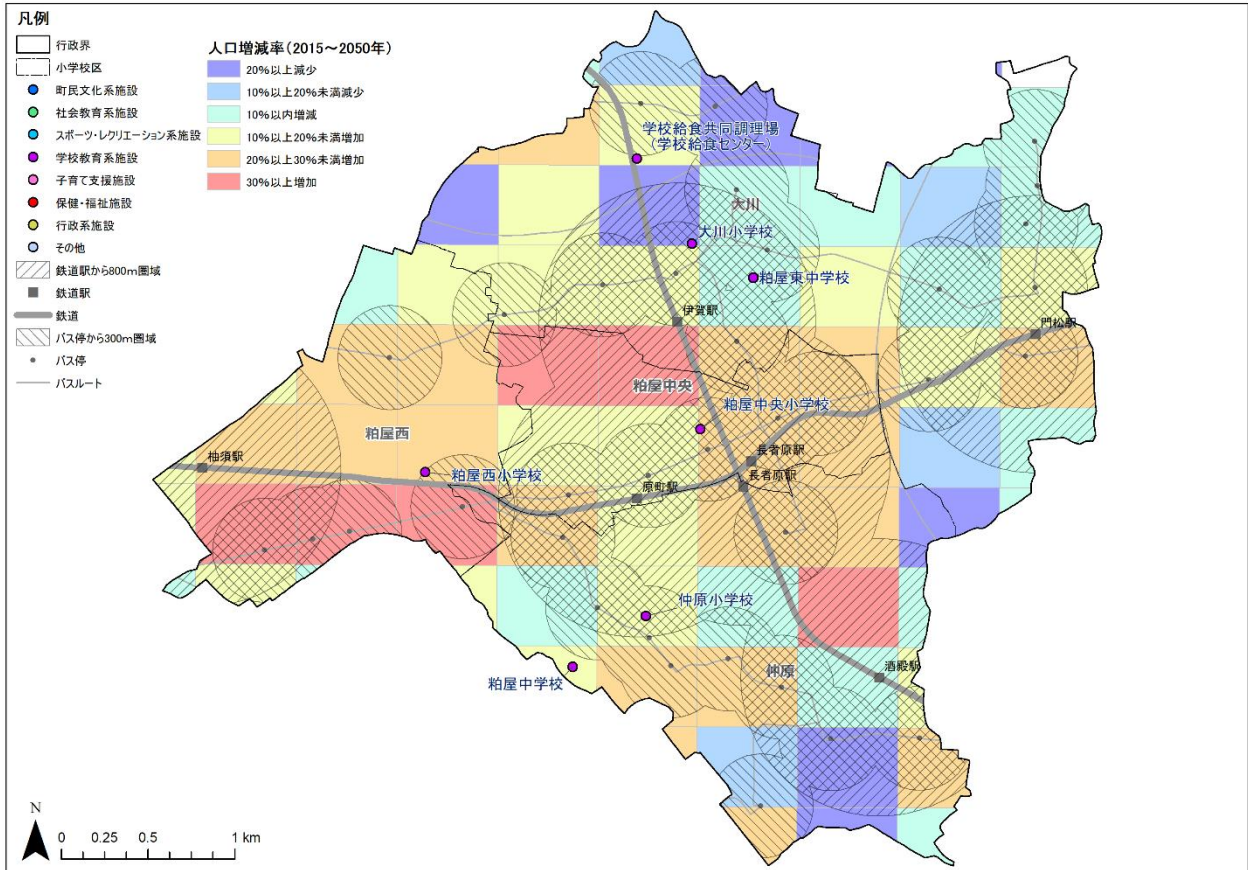 凡例
行政界
小学校区
町民文化系施設
社会教育系施設
スポーツ・レクリエーション系施設
学校教育系施設
子育て支援施設
保健・福祉施設
行政系施設
その他
鉄道駅から800m圏域
鉄道駅
鉄道
バス停から300m圏域
バス停
バスルート
人口増減率(2015~2050年)
20%以上減少
10%以上20%未満減少
10%以内増減
10%以上20%未満増加
20%以上30%未満増加
30%以上増加
学校給食共同調理場
(学校給食センター)
大川
大川小学校
粕屋東中学校
伊賀駅
門松駅
粕屋中央
粕屋中央小学校
粕屋西
柚須駅
粕屋西小学校
長者原駅
長者原駅
原町駅
仲原小学校
仲原
酒殿駅
粕屋中学校
N
0 0.25 0.5 1 km